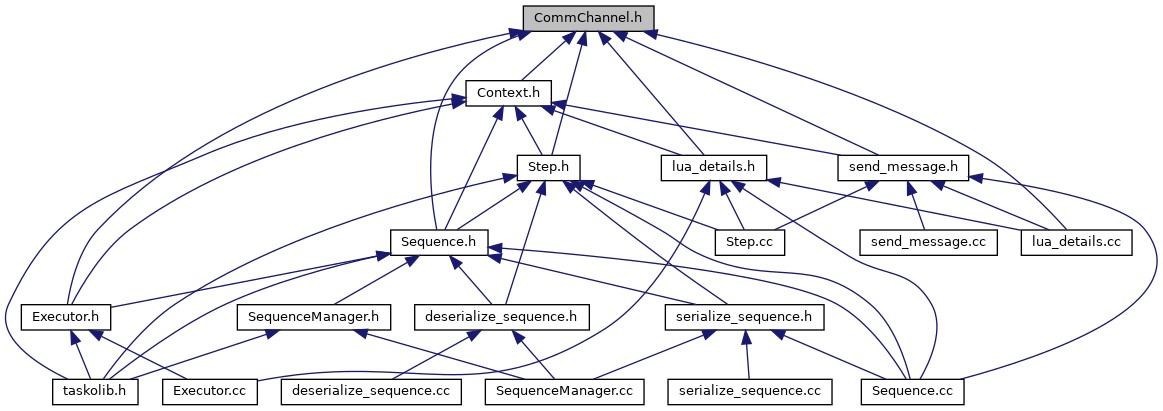 CommChannel.h
Context.h
Step.h
lua_details.h
send_message.h
Sequence.h
Step.cc
send_message.cc
lua_details.cc
Executor.h
SequenceManager.h
deserialize_sequence.h
serialize_sequence.h
taskolib.h
Executor.cc
deserialize_sequence.cc
SequenceManager.cc
serialize_sequence.cc
Sequence.cc